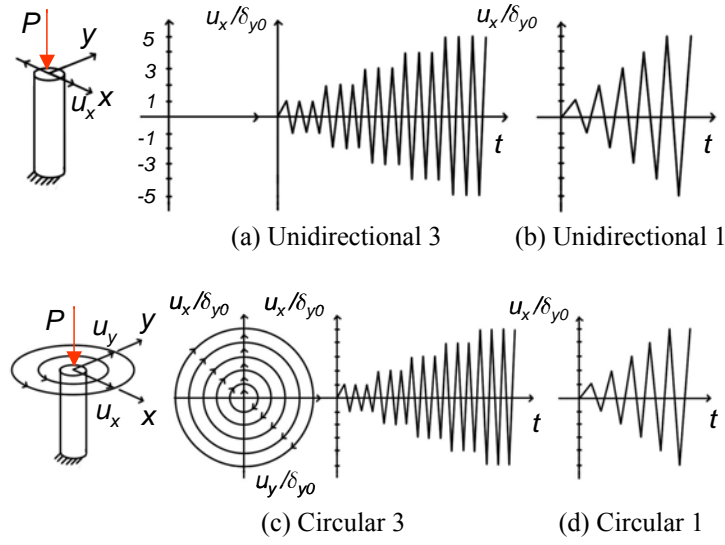 P
y
x
u_x
u_x/δ_y0
5
3
1
-1
-3
-5
t
u_x/δ_y0
t
(a) Unidirectional 3
(b) Unidirectional 1
P
u_y
y
u_x
x
u_x/δ_y0
u_x/δ_y0
u_y/δ_y0
t
u_x/δ_y0
t
(c) Circular 3
(d) Circular 1